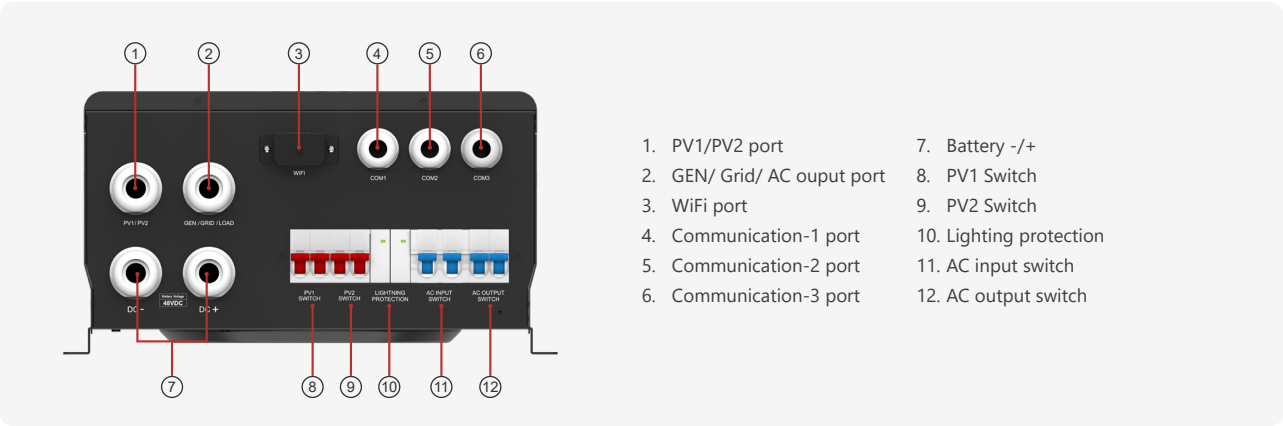 1 2 3 4 5 6
WIFI
COM1 COM2 COM3
PV1/ PV2 GEN / GRID / LOAD
Battery Voltage
48VDC
DC - DC +
PV1
SWITCH
PV2
SWITCH
LIGHTNING
PROTECTION
AC INPUT
SWITCH
AC OUTPUT
SWITCH
7 8 9 10 11 12
1. PV1/PV2 port
2. GEN/ Grid/ AC ouput port
3. WiFi port
4. Communication-1 port
5. Communication-2 port
6. Communication-3 port
7. Battery -/+
8. PV1 Switch
9. PV2 Switch
10. Lighting protection
11. AC input switch
12. AC output switch